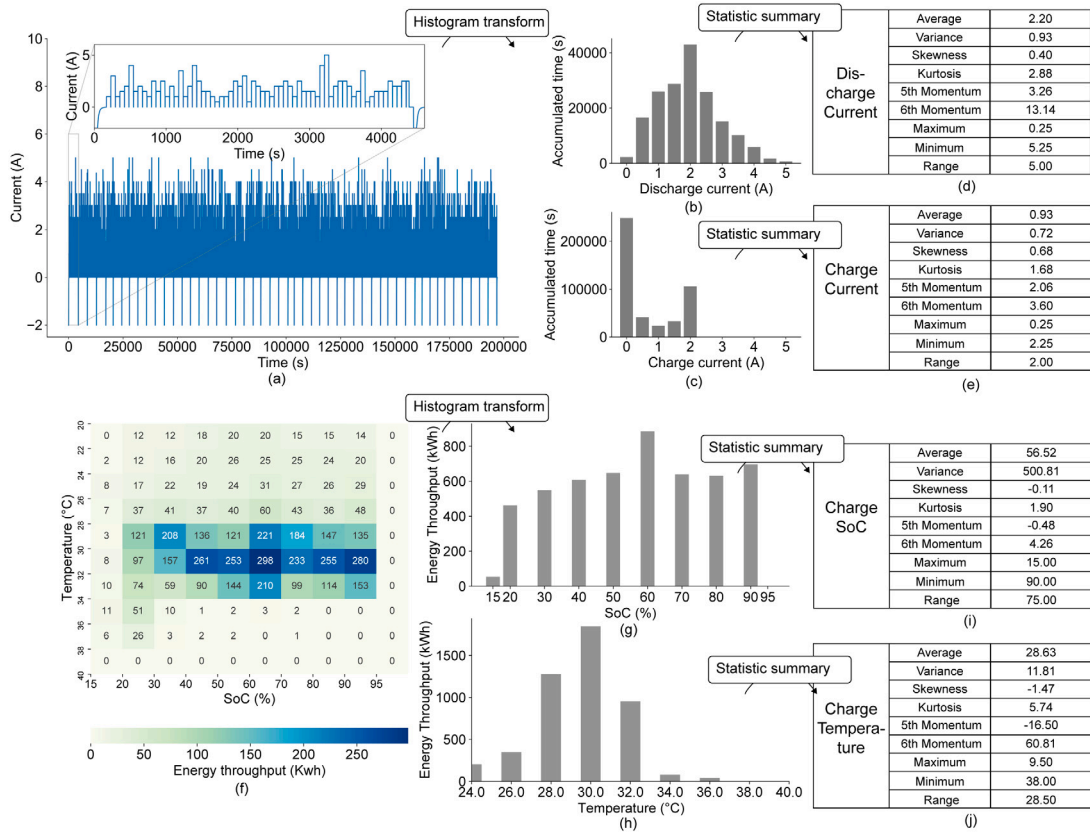 Histogram transform
10
8
6
4
2
0
−2
Current (A)
5
0
Current (A)
0
1000
2000
3000
4000
Time (s)
0
25000
50000
75000
100000
125000
150000
175000
200000
Time (s)
(a)
Accumulated time (s)
40000
20000
0
0
1
2
3
4
5
Discharge current (A)
(b)
Statistic summary
Dis-
charge
Current
Average 2.20
Variance 0.93
Skewness 0.40
Kurtosis 2.88
5th Momentum 3.26
6th Momentum 13.14
Maximum 0.25
Minimum 5.25
Range 5.00
(d)
Accumulated time (s)
200000
100000
0
0
1
2
3
4
5
Charge current (A)
(c)
Statistic summary
Charge
Current
Average 0.93
Variance 0.72
Skewness 0.68
Kurtosis 1.68
5th Momentum 2.06
6th Momentum 3.60
Maximum 0.25
Minimum 2.25
Range 2.00
(e)
Histogram transform
Temperature (°C)
20
22
24
26
28
30
32
34
36
38
40
0 12 12 18 20 20 15 15 14 0
2 12 16 20 26 25 25 24 20 0
8 17 22 29 24 31 27 26 29 0
7 37 41 37 40 60 43 36 48 0
3 121 208 136 121 221 184 147 135 0
8 97 157 261 253 298 233 255 280 0
10 74 59 90 144 210 99 114 153 0
11 51 10 1 2 3 2 0 0 0
6 26 3 2 2 0 1 0 0 0
0 0 0 0 0 0 0 0 0 0
15 20 30 40 50 60 70 80 90 95
SoC (%)
0 50 100 150 200 250
Energy throughput (Kwh)
(f)
Energy Throughput (kWh)
800
600
400
200
0
15 20 30 40 50 60 70 80 90 95
SoC (%)
(g)
Statistic summary
Charge
SoC
Average 56.52
Variance 500.81
Skewness -0.11
Kurtosis 1.90
5th Momentum -0.48
6th Momentum 4.26
Maximum 15.00
Minimum 90.00
Range 75.00
(i)
Energy Throughput (kWh)
1500
1000
500
0
24.0 26.0 28.0 30.0 32.0 34.0 36.0 38.0 40.0
Temperature (°C)
(h)
Statistic summary
Charge
Tempera-
ture
Average 28.63
Variance 11.81
Skewness -1.47
Kurtosis 5.74
5th Momentum -16.50
6th Momentum 60.81
Maximum 9.50
Minimum 38.00
Range 28.50
(j)